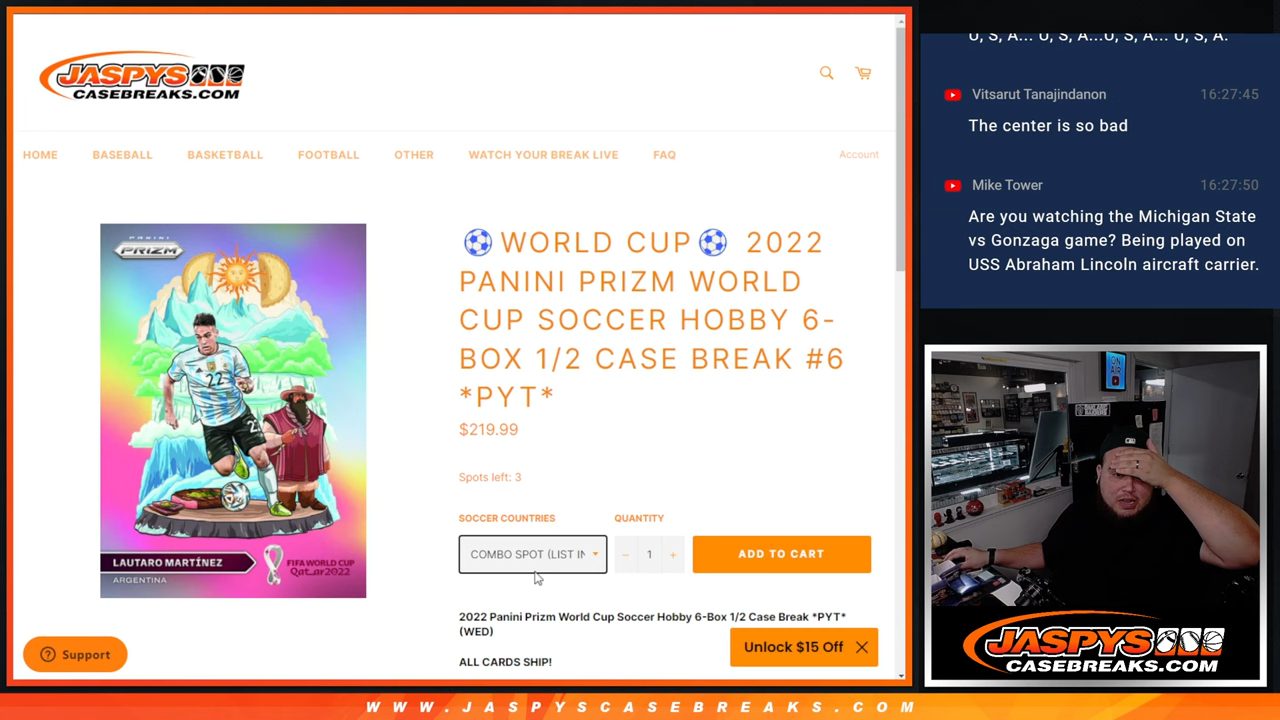 JASPYS
CASEBREAKS.COM
HOME BASEBALL BASKETBALL FOOTBALL OTHER WATCH YOUR BREAK LIVE FAQ Account
PANINI
PRIZM
22
LAUTARO MARTÍNEZ
ARGENTINA
FIFA WORLD CUP
Qatar2022
⚽WORLD CUP⚽ 2022
PANINI PRIZM WORLD
CUP SOCCER HOBBY 6-
BOX 1/2 CASE BREAK #6
*PYT*
$219.99
Spots left: 3
SOCCER COUNTRIES QUANTITY
COMBO SPOT (LIST IN − 1 + ADD TO CART
2022 Panini Prizm World Cup Soccer Hobby 6-Box 1/2 Case Break *PYT*
(WED)
ALL CARDS SHIP!
Support
Unlock $15 Off
U, S, A... U, S, A...U, S, A... U, S, A.
Vitsarut Tanajindanon 16:27:45
The center is so bad
Mike Tower 16:27:50
Are you watching the Michigan State
vs Gonzaga game? Being played on
USS Abraham Lincoln aircraft carrier.
ON
AIR
JASPYS
CASEBREAKS.COM
WWW.JASPYSCASEBREAKS.COM